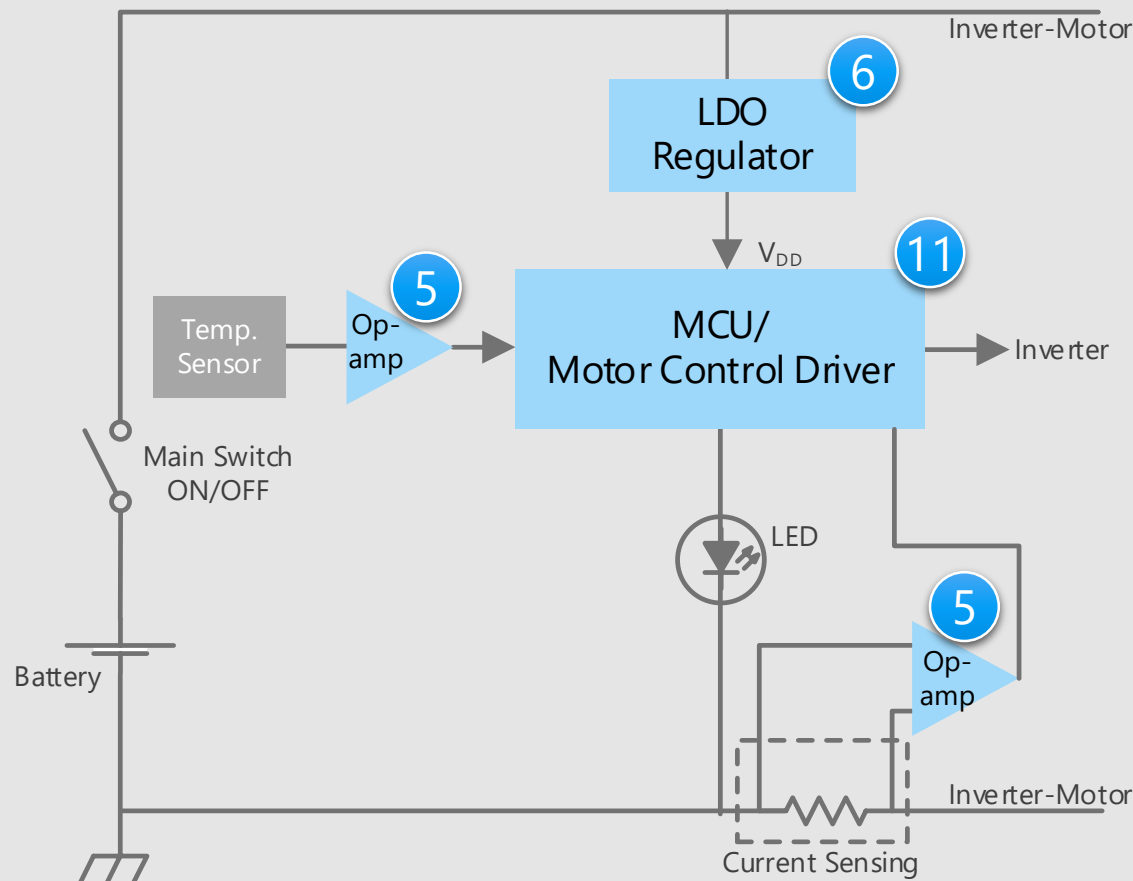 Inverter-Motor
6
LDO
Regulator
11
VDD
5
Temp.
Sensor
Op-
amp
MCU/
Motor Control Driver
Inverter
Main Switch
ON/OFF
LED
5
Op-
amp
Battery
Inverter-Motor
Current Sensing